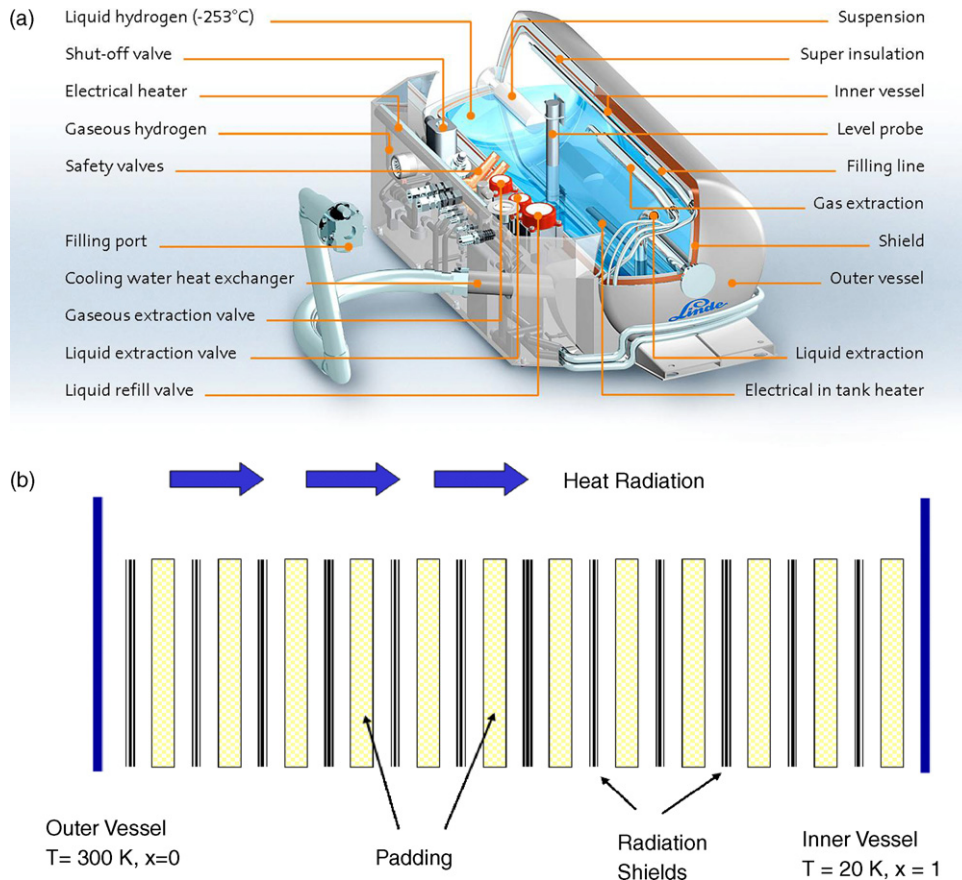 (a)
Liquid hydrogen (-253°C)
Shut-off valve
Electrical heater
Gaseous hydrogen
Safety valves
Filling port
Cooling water heat exchanger
Gaseous extraction valve
Liquid extraction valve
Liquid refill valve
Suspension
Super insulation
Inner vessel
Level probe
Filling line
Gas extraction
Shield
Outer vessel
Linde
Liquid extraction
Electrical in tank heater
(b)
Heat Radiation
Outer Vessel
T= 300 K, x=0
Padding
Radiation
Shields
Inner Vessel
T = 20 K, x = 1